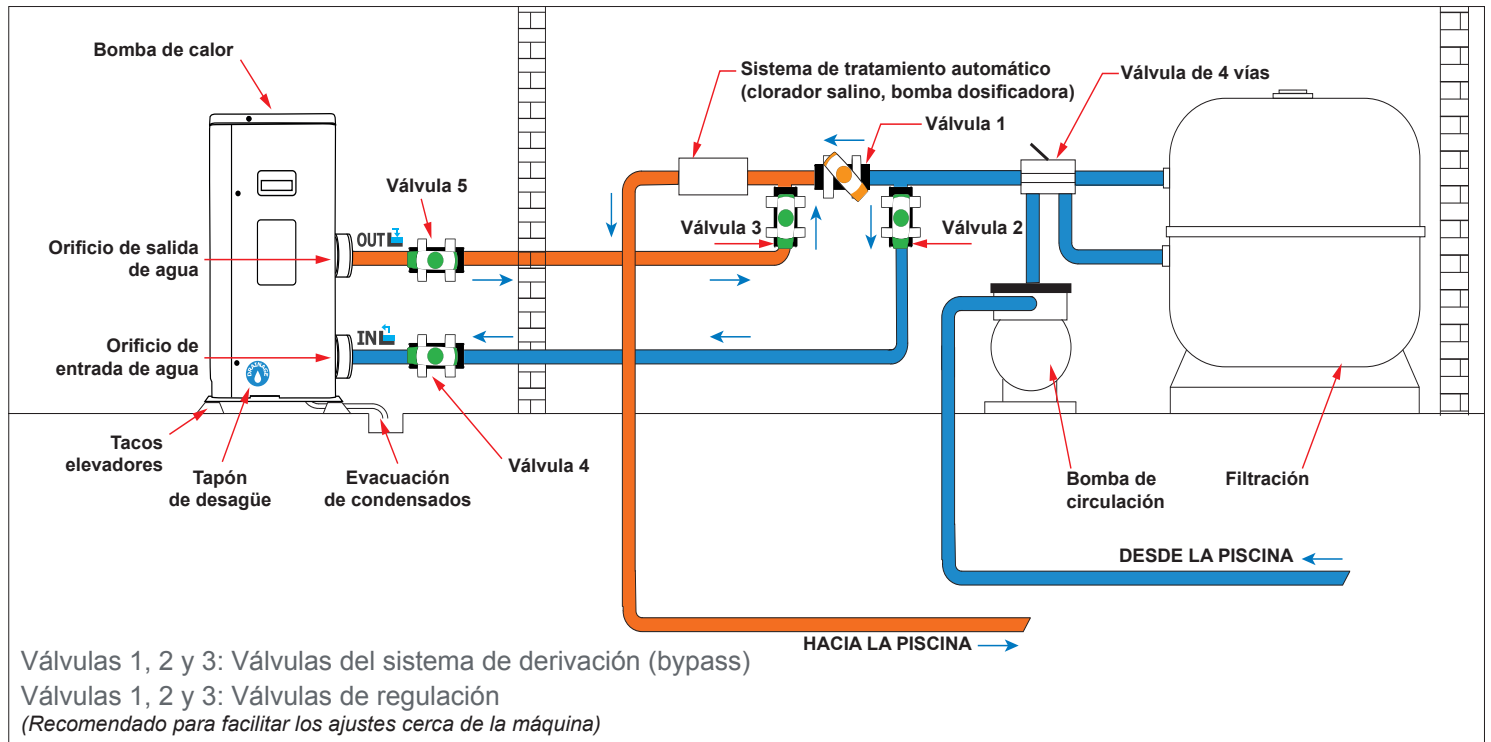 Bomba de calor
Sistema de tratamiento automático
(clorador salino, bomba dosificadora)
Válvula de 4 vías
Válvula 1
Válvula 5
Válvula 3
Válvula 2
Orificio de salida
de agua
OUT
Orificio de
entrada de agua
IN
DRAINAGE
Tacos
elevadores
Tapón
de desagüe
Evacuación
de condensados
Válvula 4
Bomba de
circulación
Filtración
DESDE LA PISCINA
HACIA LA PISCINA
Válvulas 1, 2 y 3: Válvulas del sistema de derivación (bypass)
Válvulas 1, 2 y 3: Válvulas de regulación
(Recomendado para facilitar los ajustes cerca de la máquina)